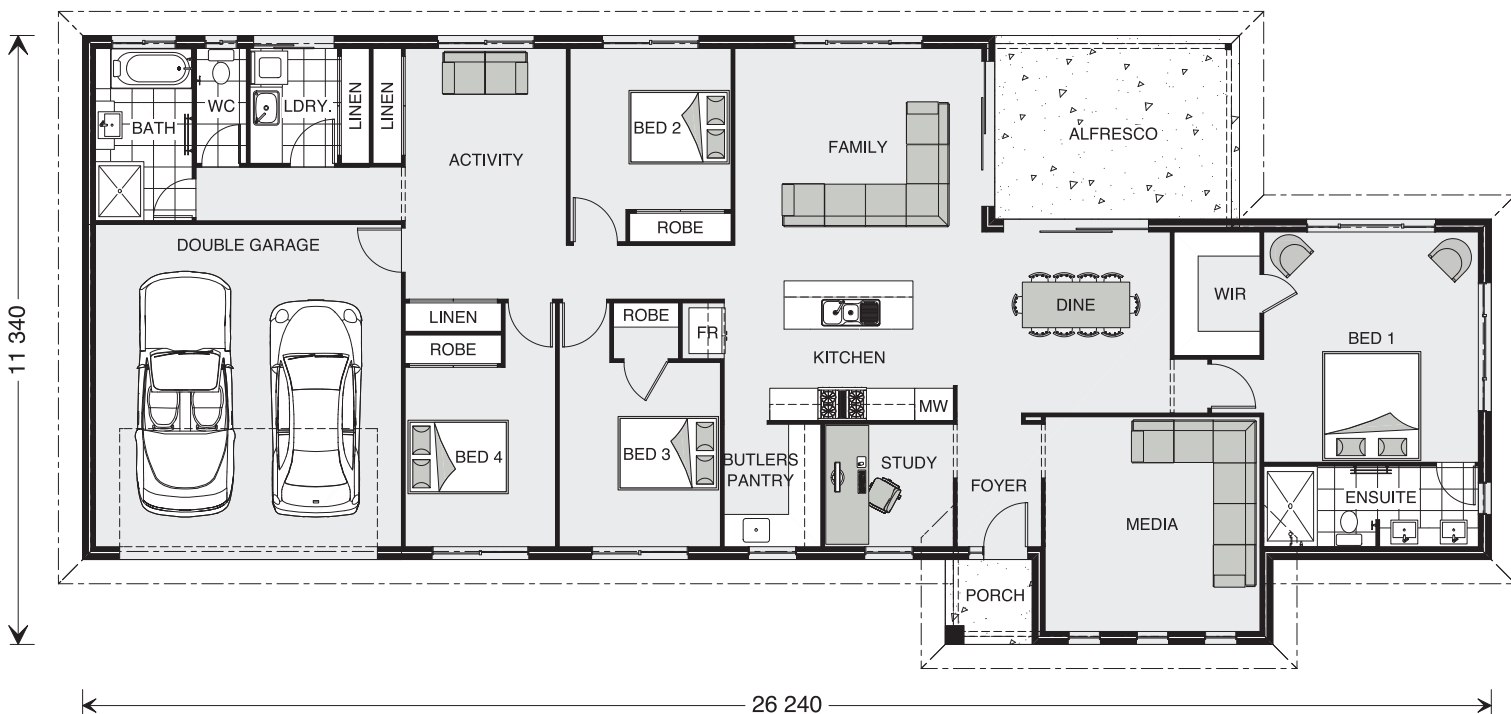 BATH
WC
LDRY.
LINEN
LINEN
ACTIVITY
BED 2
ROBE
FAMILY
ALFRESCO
DOUBLE GARAGE
LINEN
ROBE
ROBE
FR
KITCHEN
MW
DINE
WIR
BED 1
BED 4
BED 3
BUTLERS
PANTRY
STUDY
FOYER
MEDIA
ENSUITE
PORCH
11 340
26 240